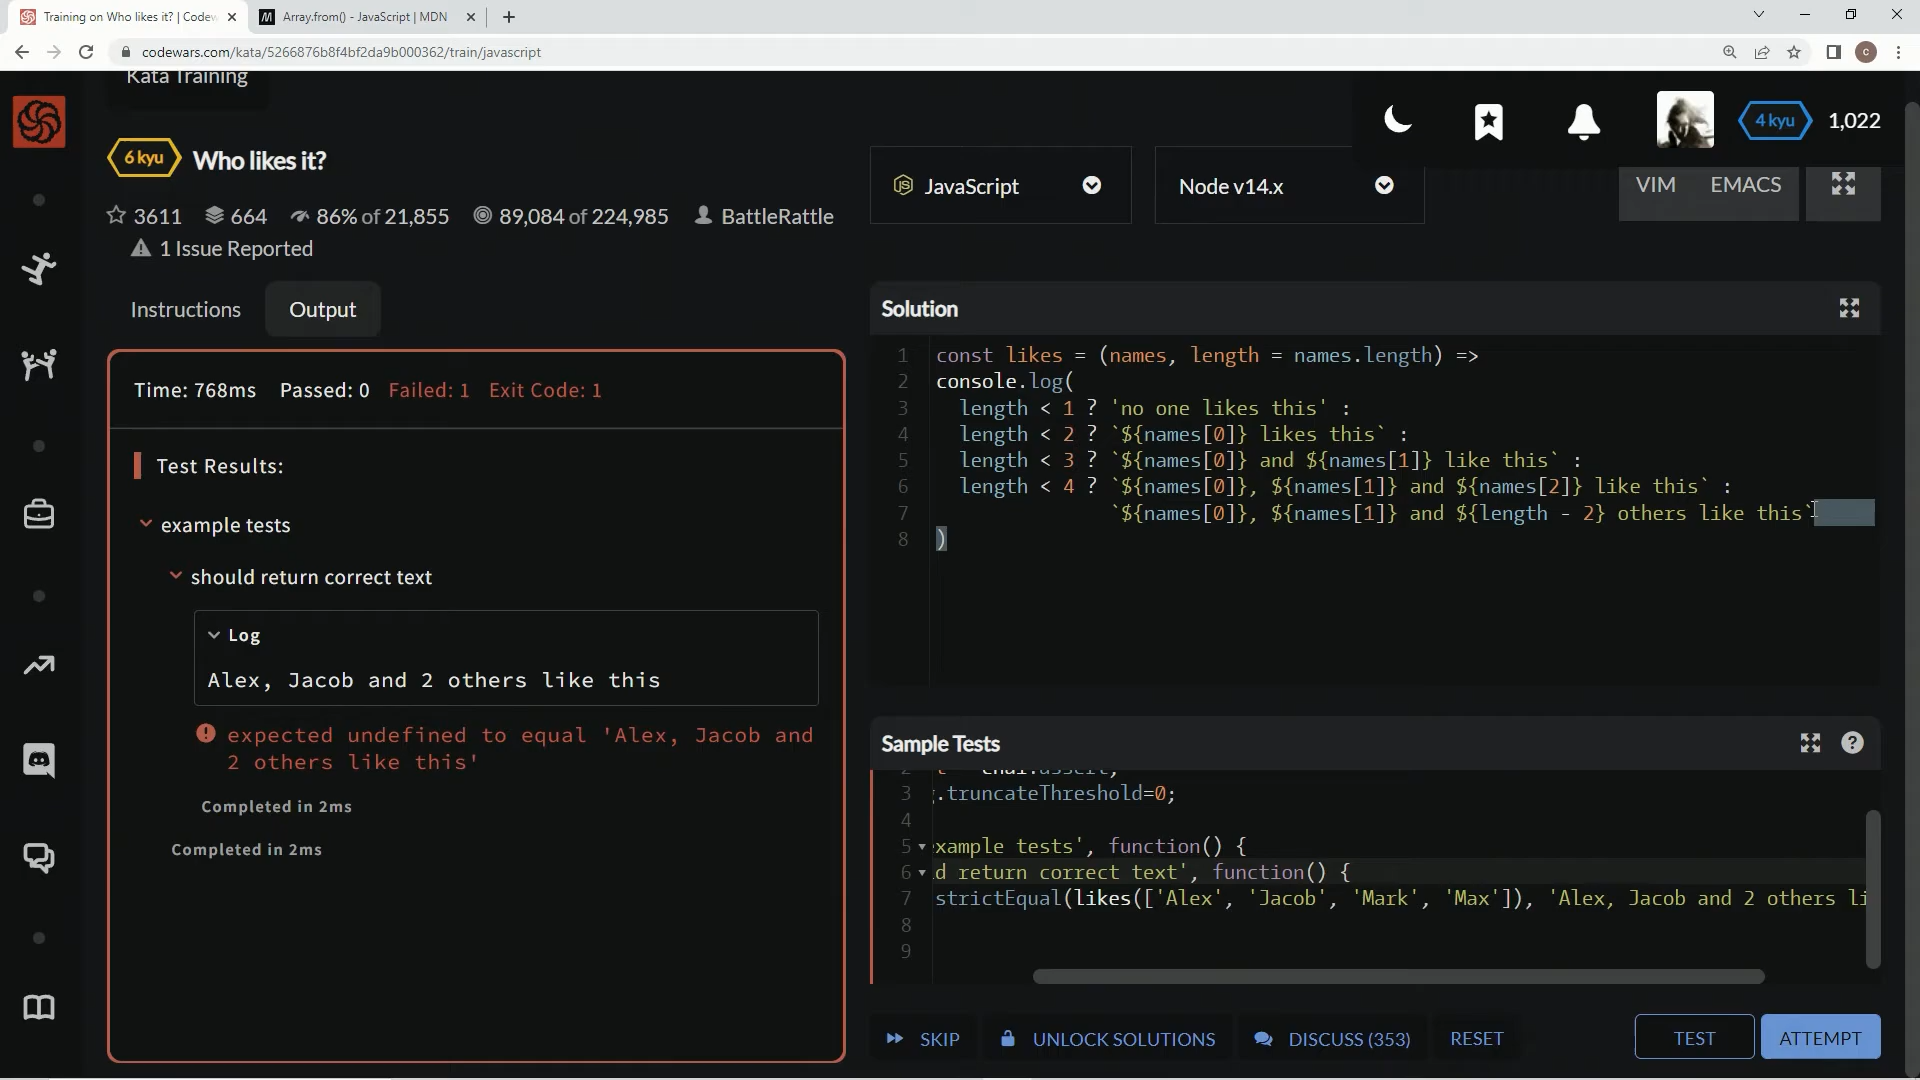 Training on Who likes it? | Codew
Array.from() - JavaScript | MDN
codewars.com/kata/5266876b8f4bf2da9b000362/train/javascript
C
Kata Training
4 kyu
1,022
6 kyu
Who likes it?
3611 664 86% of 21,855 89,084 of 224,985 BattleRattle
1 Issue Reported
JavaScript
Node v14.x
VIM EMACS
Instructions Output
Time: 768ms Passed: 0 Failed: 1 Exit Code: 1
Test Results:
example tests
should return correct text
Log
Alex, Jacob and 2 others like this
expected undefined to equal 'Alex, Jacob and
2 others like this'
Completed in 2ms
Completed in 2ms
Solution
1 const likes = (names, length = names.length) =>
2 console.log(
3 length < 1 ? 'no one likes this' :
4 length < 2 ? `${names[0]} likes this` :
5 length < 3 ? `${names[0]} and ${names[1]} like this` :
6 length < 4 ? `${names[0]}, ${names[1]} and ${names[2]} like this` :
7 `${names[0]}, ${names[1]} and ${length - 2} others like this`
8 )
Sample Tests
3 .truncateThreshold=0;
4
5 example tests', function() {
6 d return correct text', function() {
7 strictEqual(likes(['Alex', 'Jacob', 'Mark', 'Max']), 'Alex, Jacob and 2 others li
8
9
SKIP UNLOCK SOLUTIONS DISCUSS (353) RESET TEST ATTEMPT